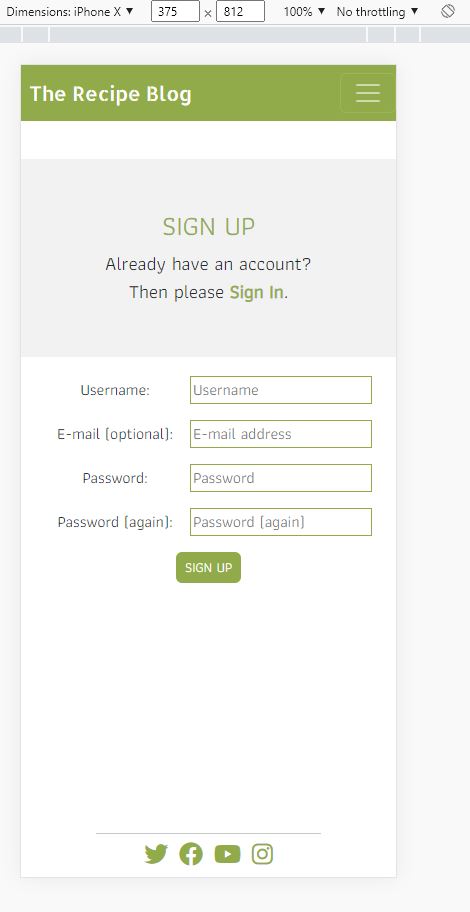 Dimensions: iPhone X ▼ 375 × 812 100% ▼ No throttling ▼
The Recipe Blog
SIGN UP
Already have an account?
Then please Sign In.
Username: Username
E-mail (optional): E-mail address
Password: Password
Password (again): Password (again)
SIGN UP